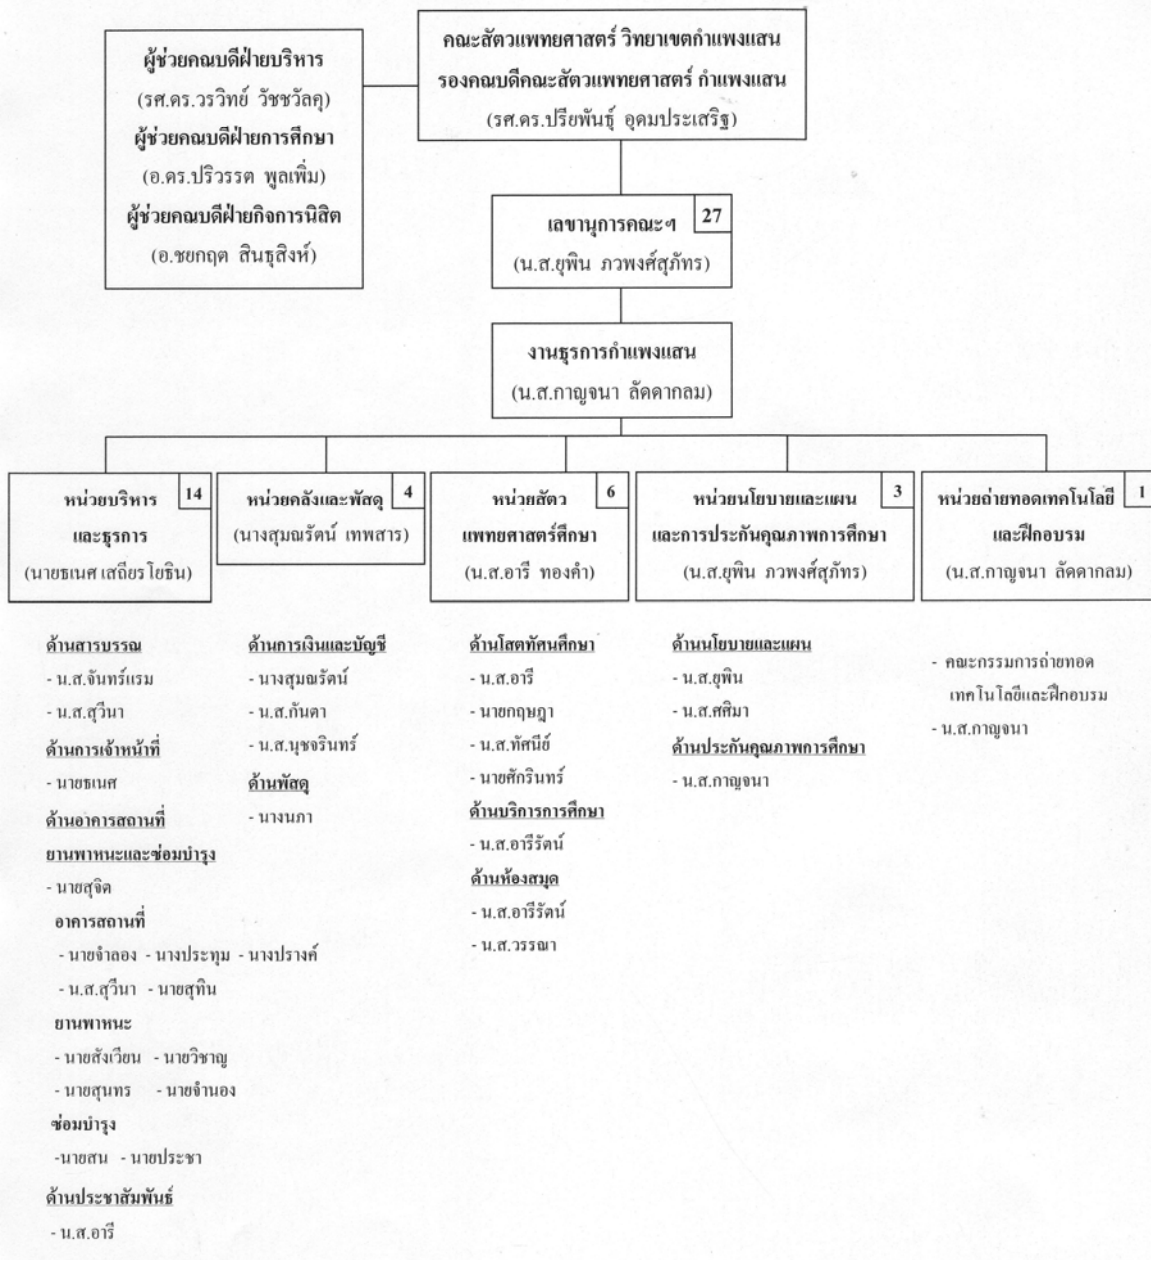 ผู้ช่วยคณบดีฝ่ายบริหาร
(รศ.ดร.วรวิทย์ วัชชวัลคุ)
ผู้ช่วยคณบดีฝ่ายการศึกษา
(อ.ดร.ปริวรรต พูลเพิ่ม)
ผู้ช่วยคณบดีฝ่ายกิจการนิสิต
(อ.ชยกฤต สินธุสิงห์)
คณะสัตวแพทยศาสตร์ วิทยาเขตกำแพงแสน
รองคณบดีคณะสัตวแพทยศาสตร์ กำแพงแสน
(รศ.ดร.ปรียพันธุ์ อุดมประเสริฐ)
เลขานุการคณะฯ 27
(น.ส.ยุพิน ภวพงศ์สุภัทร)
งานธุรการกำแพงแสน
(น.ส.กาญจนา ลัดดากลม)
หน่วยบริหาร 14
และธุรการ
(นายธเนศ เสถียรโยธิน)
หน่วยคลังและพัสดุ 4
(นางสุมณรัตน์ เทพสาร)
หน่วยสัตว 6
แพทยศาสตร์ศึกษา
(น.ส.อารี ทองคำ)
หน่วยนโยบายและแผน 3
และการประกันคุณภาพการศึกษา
(น.ส.ยุพิน ภวพงศ์สุภัทร)
หน่วยถ่ายทอดเทคโนโลยี 1
และฝึกอบรม
(น.ส.กาญจนา ลัดดากลม)
ด้านสารบรรณ
- น.ส.จันทร์แรม
- น.ส.สุวีนา
ด้านการเจ้าหน้าที่
- นายธเนศ
ด้านอาคารสถานที่
ยานพาหนะและซ่อมบำรุง
- นายสุจิต
อาคารสถานที่
- นายจำลอง - นางประทุม - นางปรางค์
- น.ส.สุวีนา - นายสุทิน
ยานพาหนะ
- นายสังเวียน - นายวิชาญ
- นายสุนทร - นายจำนอง
ซ่อมบำรุง
-นายสน - นายประชา
ด้านประชาสัมพันธ์
- น.ส.อารี
ด้านการเงินและบัญชี
- นางสุมณรัตน์
- น.ส.กันตา
- น.ส.นุชจรินทร์
ด้านพัสดุ
- นางนภา
ด้านโสตทัศนศึกษา
- น.ส.อารี
- นายกฤษฎา
- น.ส.ทัศนีย์
- นายศักรินทร์
ด้านบริการการศึกษา
- น.ส.อารีรัตน์
ด้านห้องสมุด
- น.ส.อารีรัตน์
- น.ส.วรรณา
ด้านนโยบายและแผน
- น.ส.ยุพิน
- น.ส.ศศิมา
ด้านประกันคุณภาพการศึกษา
- น.ส.กาญจนา
- คณะกรรมการถ่ายทอด
เทคโนโลยีและฝึกอบรม
- น.ส.กาญจนา